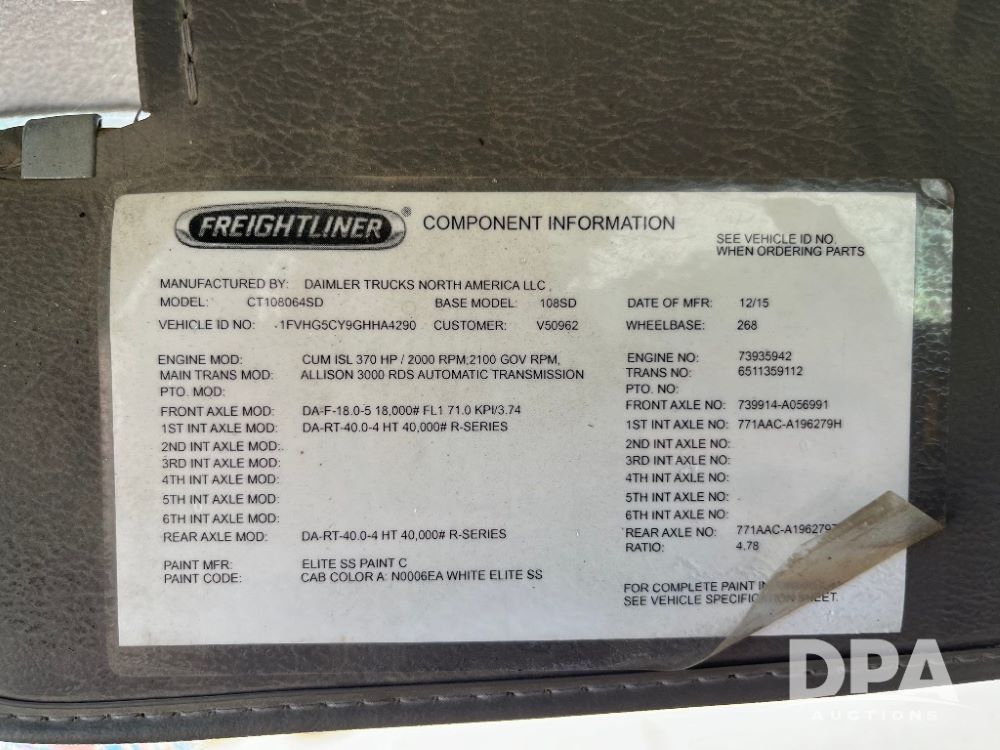 FREIGHTLINER® COMPONENT INFORMATION
SEE VEHICLE ID NO.
WHEN ORDERING PARTS
MANUFACTURED BY: DAIMLER TRUCKS NORTH AMERICA LLC
MODEL: CT108064SD BASE MODEL: 108SD DATE OF MFR: 12/15
VEHICLE ID NO: 1FVHG5CY9GHHA4290 CUSTOMER: V50962 WHEELBASE: 268
ENGINE MOD: CUM ISL 370 HP / 2000 RPM,2100 GOV RPM, ENGINE NO: 73935942
MAIN TRANS MOD: ALLISON 3000 RDS AUTOMATIC TRANSMISSION TRANS NO: 6511359112
PTO. MOD: PTO. NO:
FRONT AXLE MOD: DA-F-18.0-5 18,000# FL1 71.0 KPI/3.74 FRONT AXLE NO: 739914-A056991
1ST INT AXLE MOD: DA-RT-40.0-4 HT 40,000# R-SERIES 1ST INT AXLE NO: 771AAC-A196279H
2ND INT AXLE MOD: 2ND INT AXLE NO:
3RD INT AXLE MOD: 3RD INT AXLE NO:
4TH INT AXLE MOD: 4TH INT AXLE NO:
5TH INT AXLE MOD: 5TH INT AXLE NO:
6TH INT AXLE MOD: 6TH INT AXLE NO:
REAR AXLE MOD: DA-RT-40.0-4 HT 40,000# R-SERIES REAR AXLE NO:
RATIO: 4.78
PAINT MFR: ELITE SS PAINT C
PAINT CODE: CAB COLOR A: N0006EA WHITE ELITE SS
FOR COMPLETE PAINT
SEE VEHICLE SPECIFICATION SHEET.
DPA
AUCTIONS